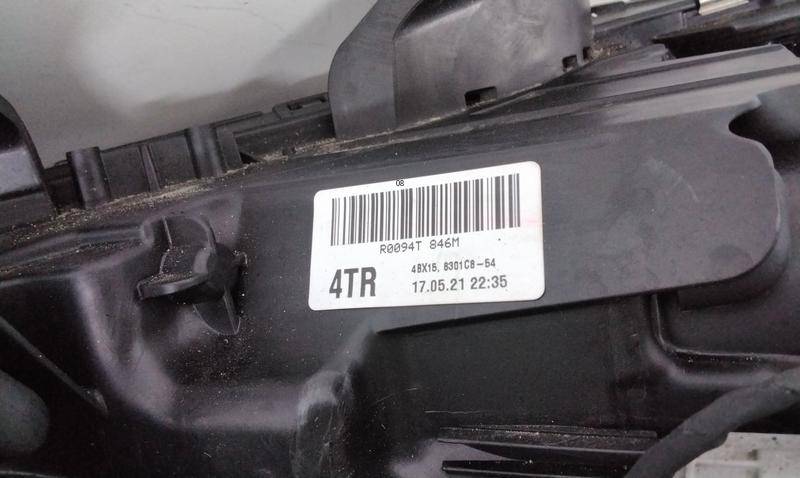 08
R0094T 846M
4TR
4BX15, 8301C8-54
17.05.21 22:35